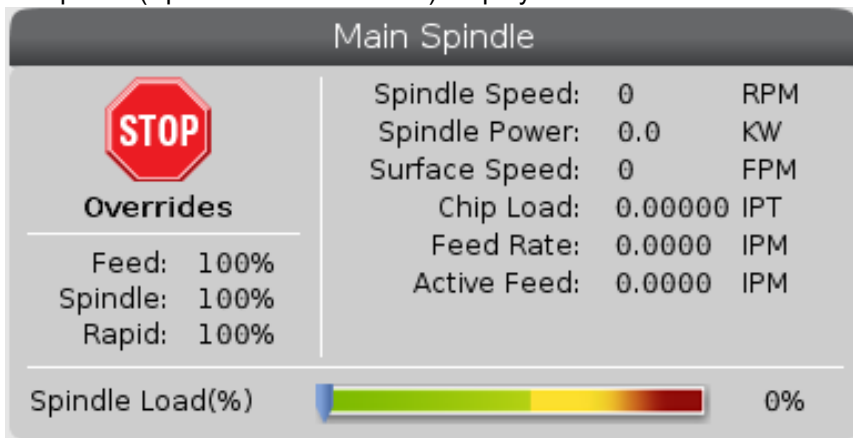 Main Spindle
STOP
Overrides
Feed: 100%
Spindle: 100%
Rapid: 100%
Spindle Speed: 0 RPM
Spindle Power: 0.0 KW
Surface Speed: 0 FPM
Chip Load: 0.00000 IPT
Feed Rate: 0.0000 IPM
Active Feed: 0.0000 IPM
Spindle Load(%) 0%